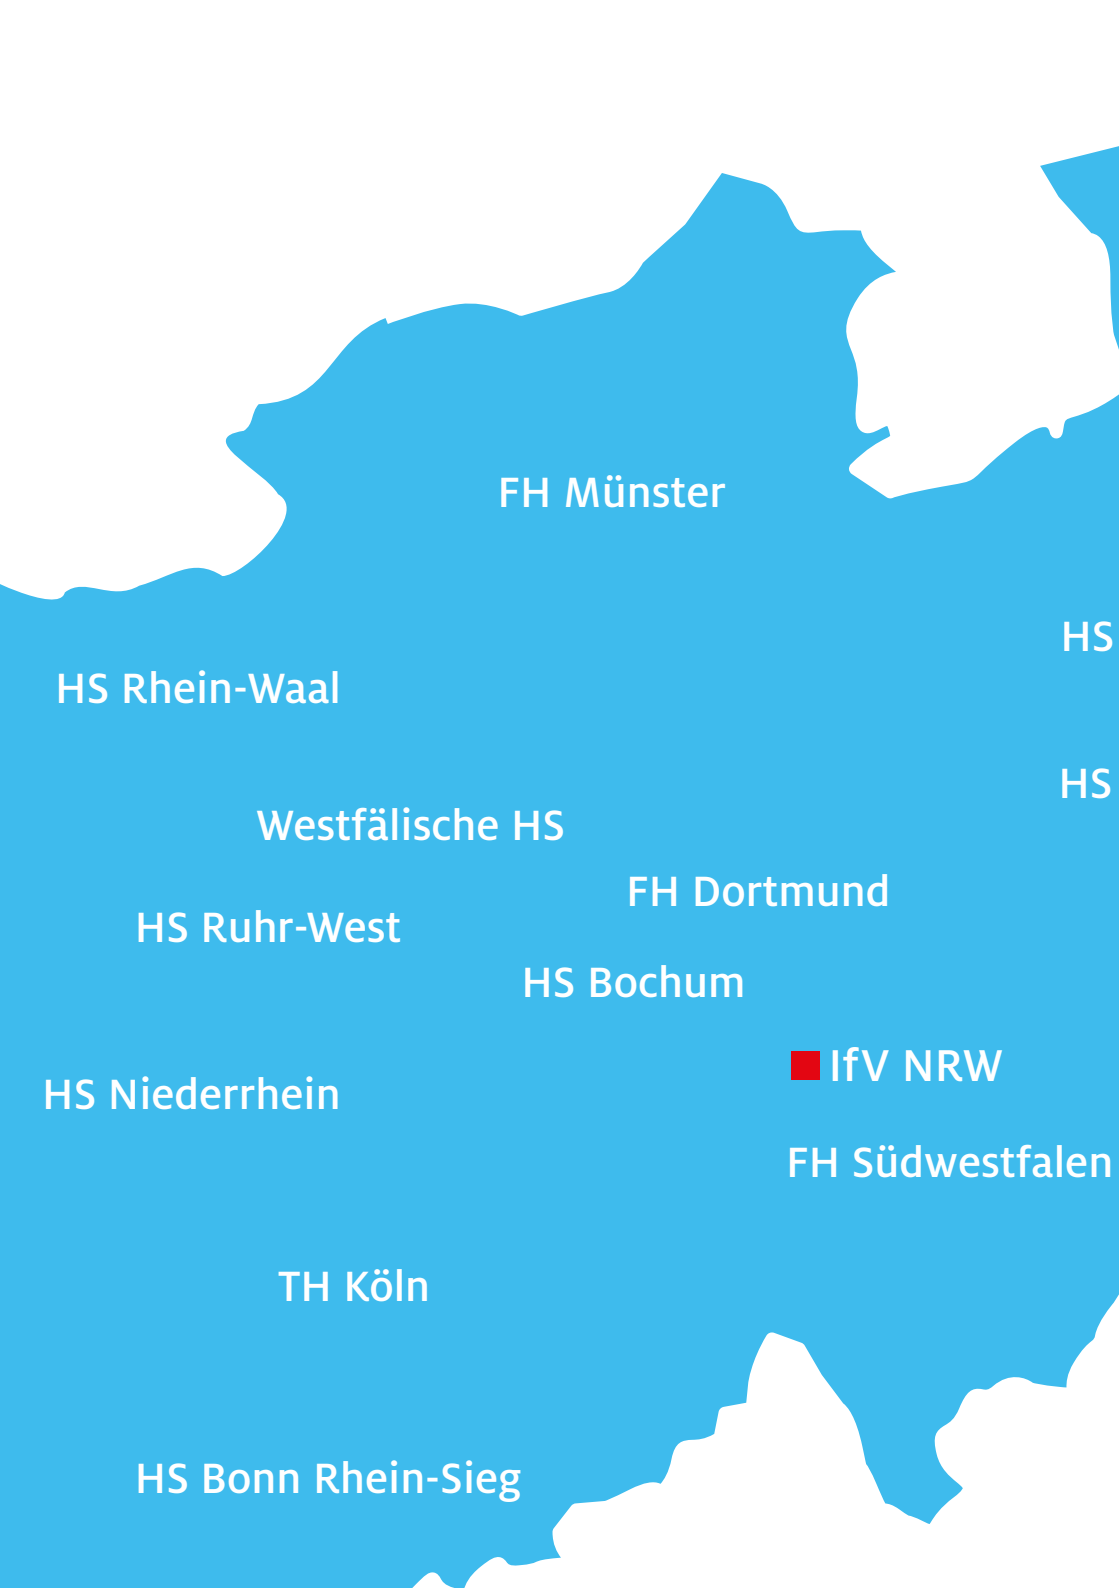 FH Münster
HS
HS Rhein-Waal
HS
Westfälische HS
FH Dortmund
HS Ruhr-West
HS Bochum
IfV NRW
HS Niederrhein
FH Südwestfalen
TH Köln
HS Bonn Rhein-Sieg